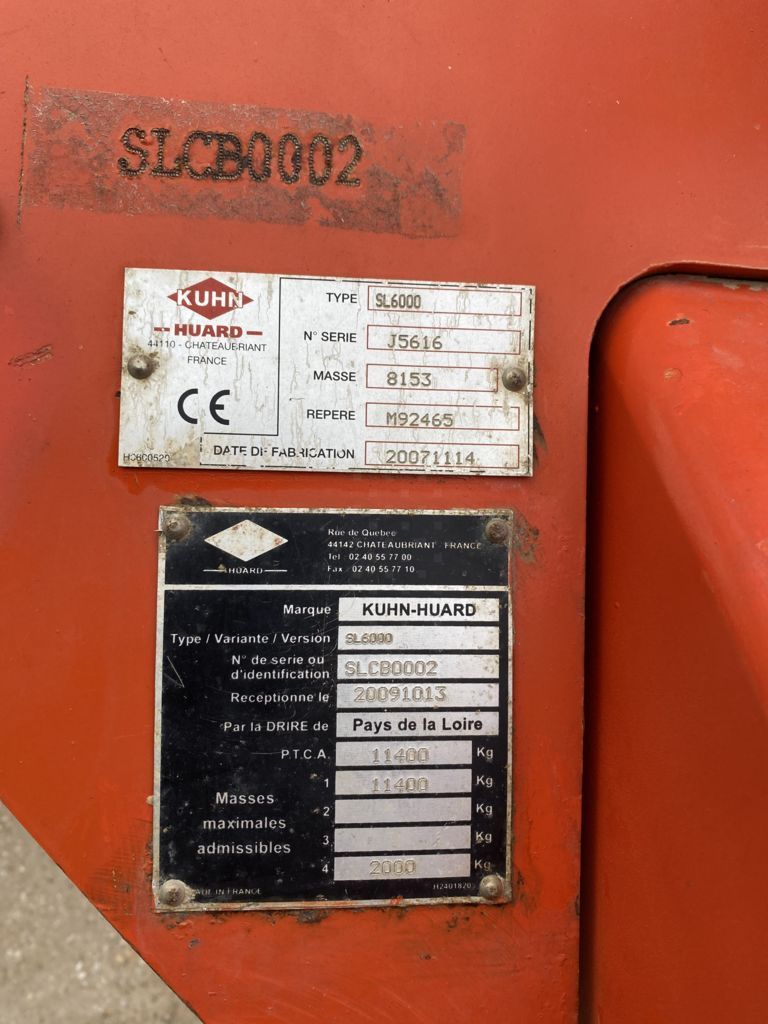 SLCB0002
KUHN
HUARD
44110 - CHATEAUBRIANT
FRANCE
CE
H0600520
TYPE SL6000
N° SERIE J5616
MASSE 8153
REPERE M92465
DATE DE FABRICATION 20071114
HUARD
Rue de Quebec
44142 CHATEAUBRIANT FRANCE
Tel 02 40 55 77 00
Fax 02 40 55 77 10
Marque KUHN-HUARD
Type / Variante / Version SL6000
N° de serie ou
d'identification SLCB0002
Receptionne le 20091013
Par la DRIRE de Pays de la Loire
P.T.C.A. 11400 Kg
Masses
maximales
admissibles
1 11400 Kg
2 Kg
3 Kg
4 2000 Kg
MADE IN FRANCE
H2401820